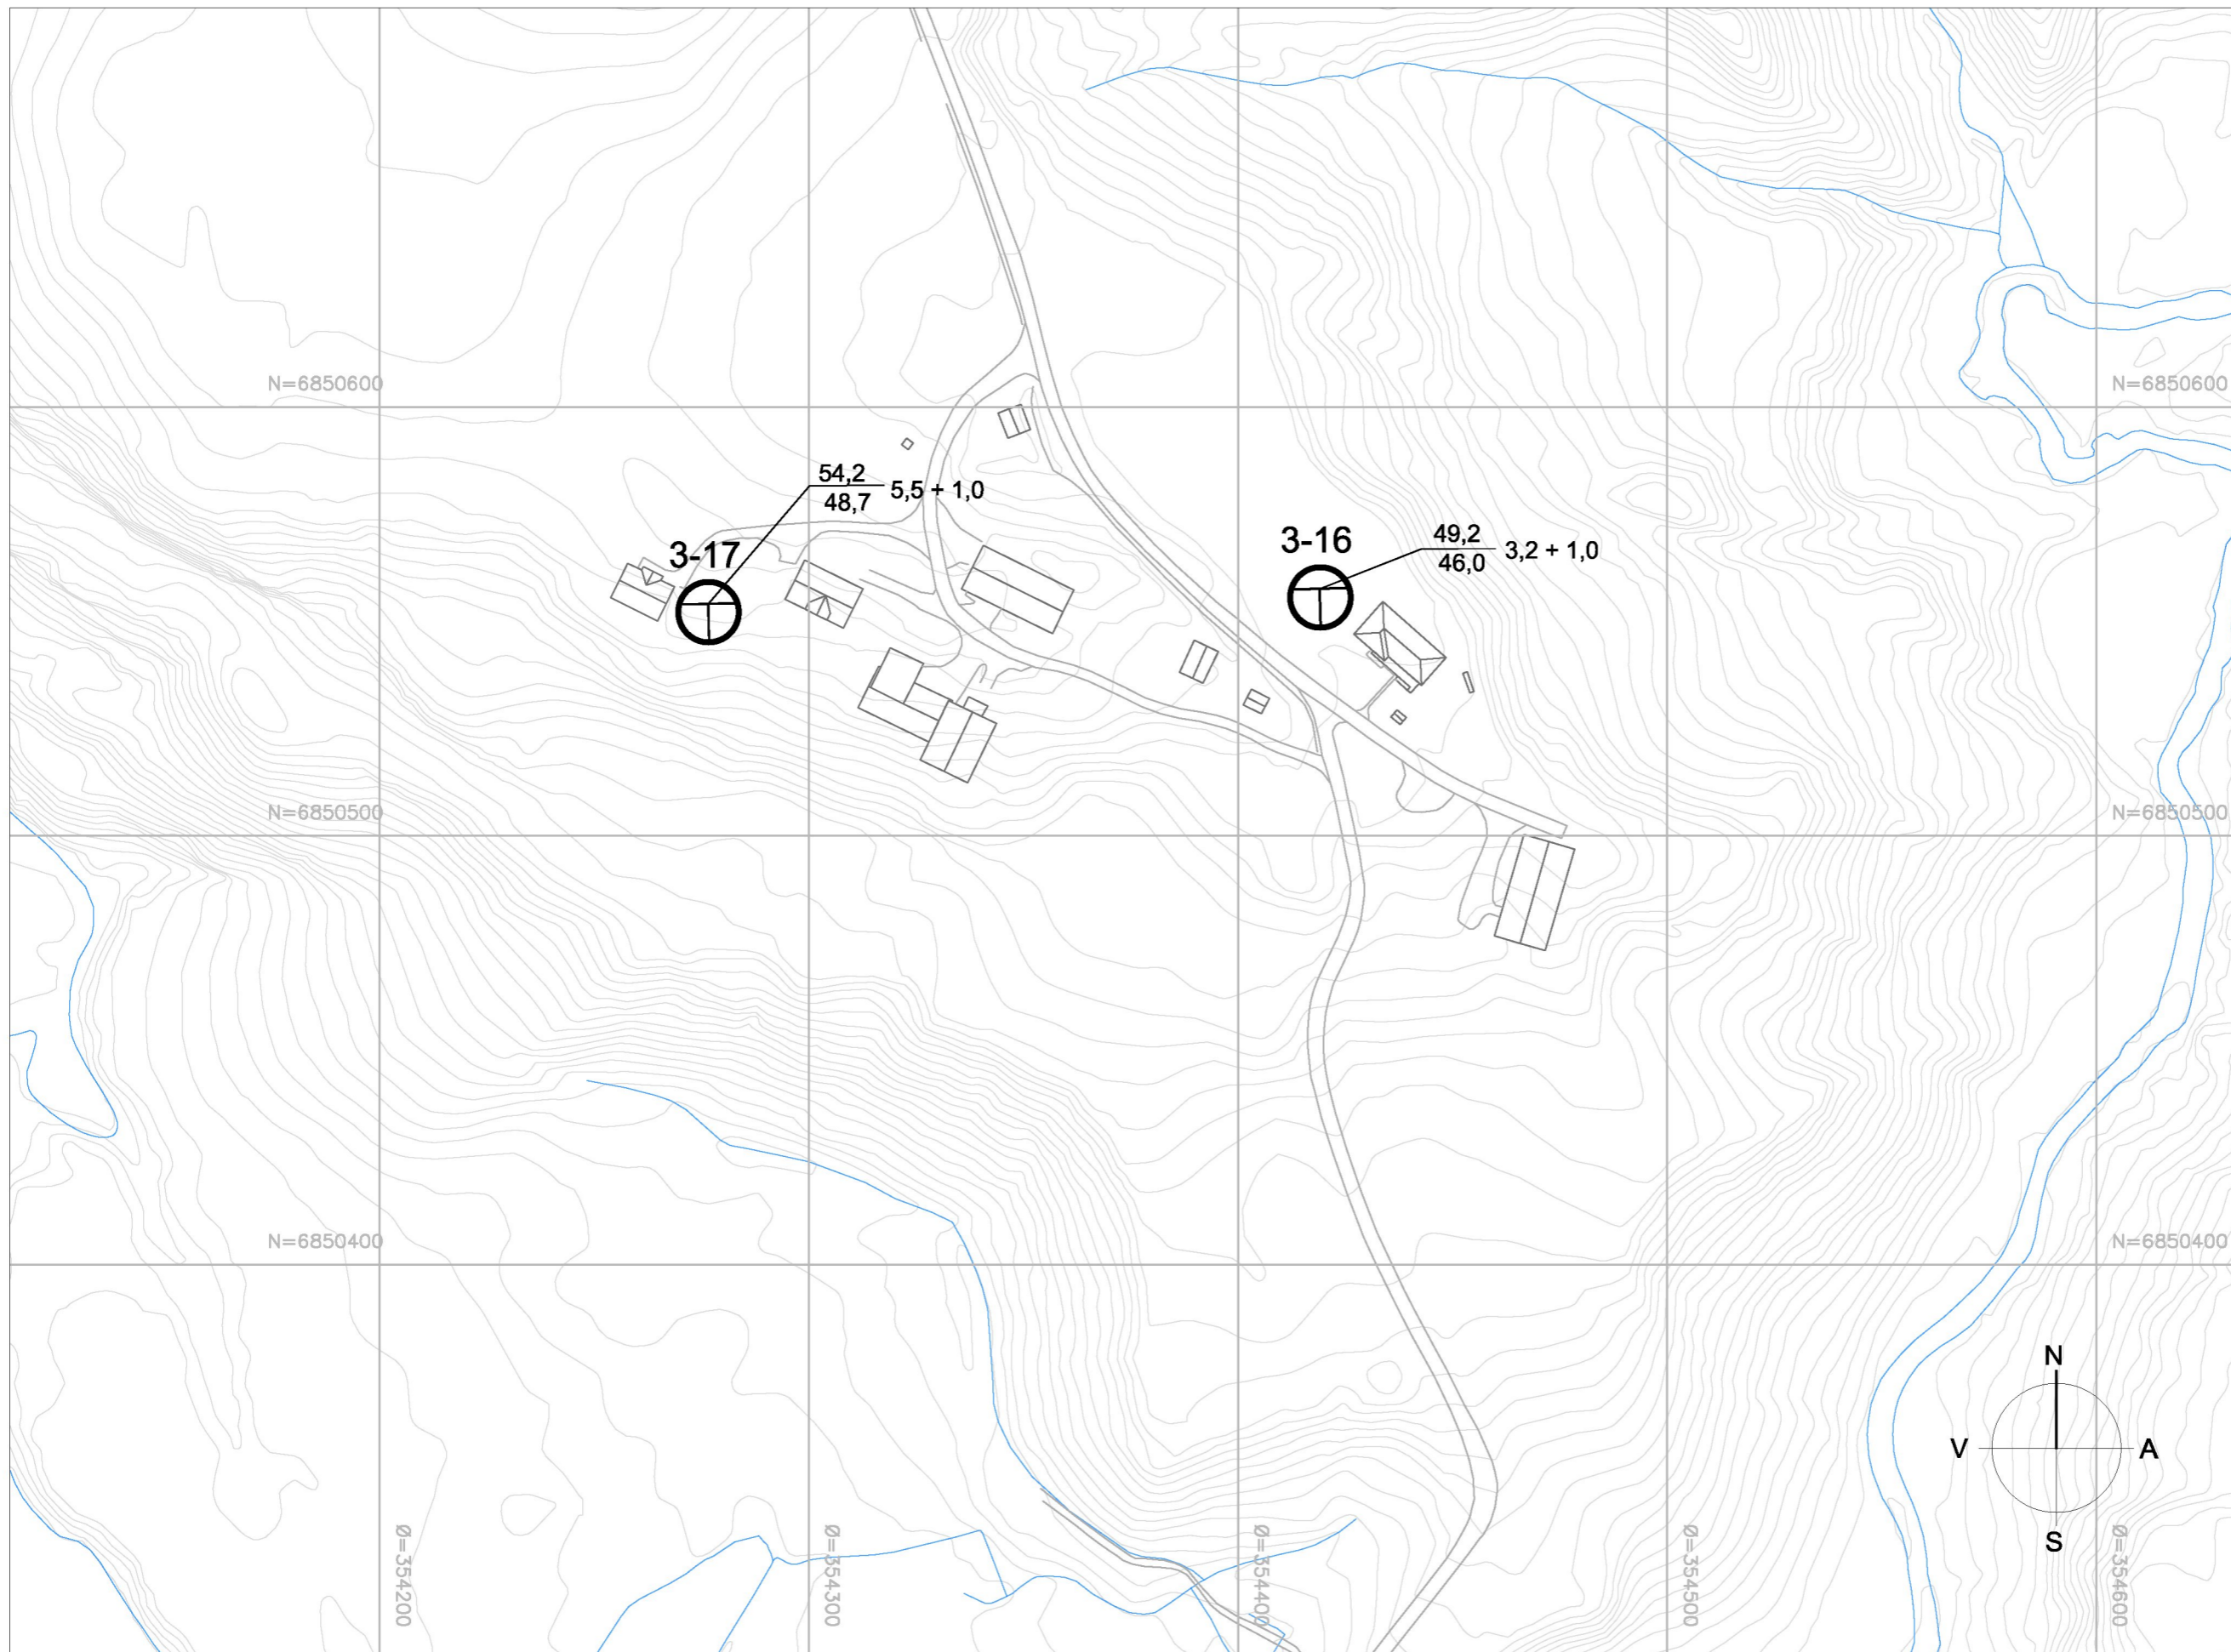 N=6850600
N=6850600
54,2
48,7
5,5 + 1,0
3-17
3-16
49,2
46,0
3,2 + 1,0
N=6850500
N=6850500
N=6850400
N=6850400
N
V
A
S
Ø=354200
Ø=354300
Ø=354400
Ø=354500
Ø=354600